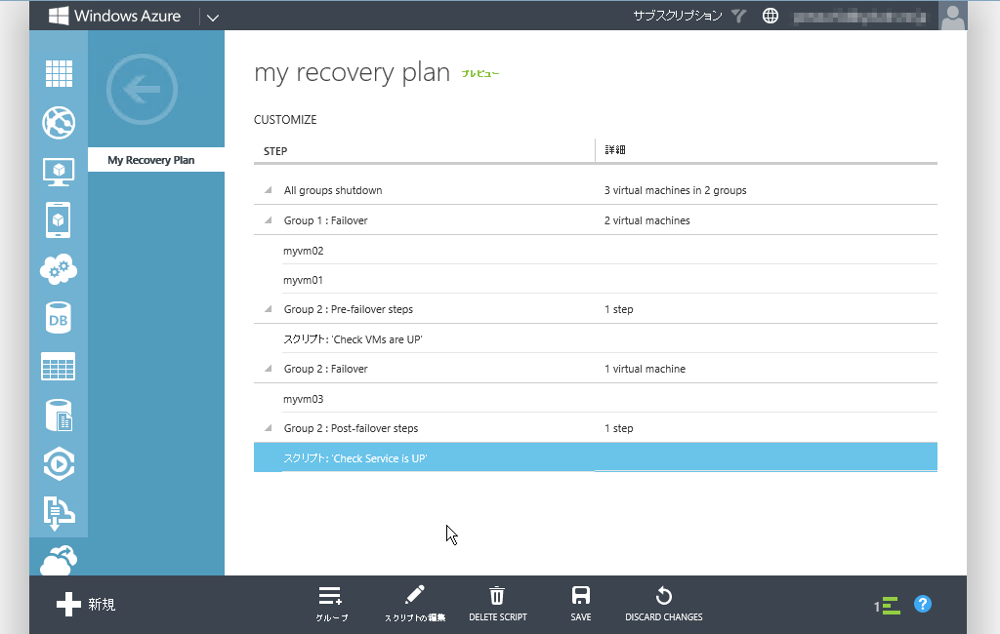 Windows Azure
サブスクリプション
my recovery plan プレビュー
My Recovery Plan
CUSTOMIZE
STEP 詳細
All groups shutdown 3 virtual machines in 2 groups
Group 1 : Failover 2 virtual machines
myvm02
myvm01
Group 2 : Pre-failover steps 1 step
スクリプト: 'Check VMs are UP'
Group 2 : Failover 1 virtual machine
myvm03
Group 2 : Post-failover steps 1 step
スクリプト: 'Check Service is UP'
DB
新規
グループ スクリプトの編集 DELETE SCRIPT SAVE DISCARD CHANGES
1 ?